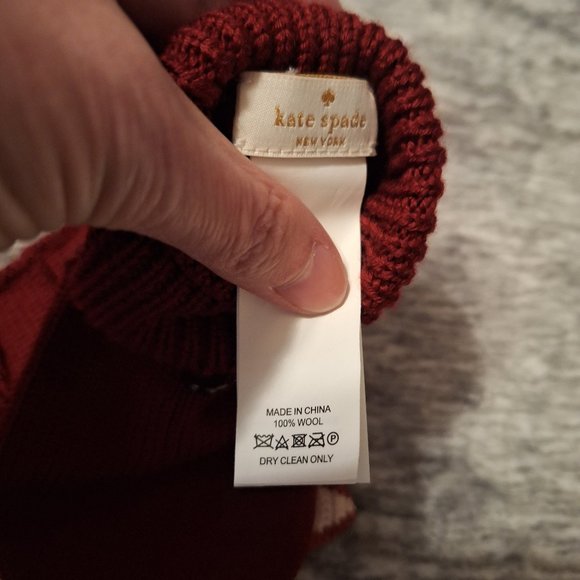 kate spade
NEW YORK
MADE IN CHINA
100% WOOL
P
DRY CLEAN ONLY